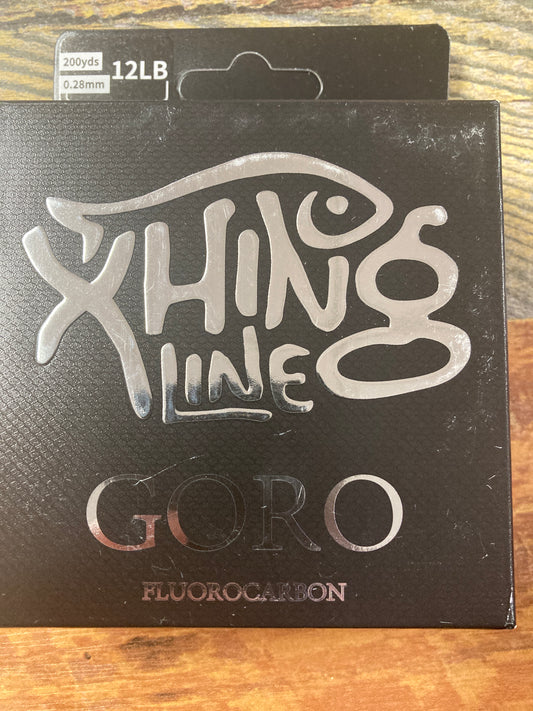 200yds 12LB
0.28mm
XHINg
LINE
GORO
FLUOROCARBON